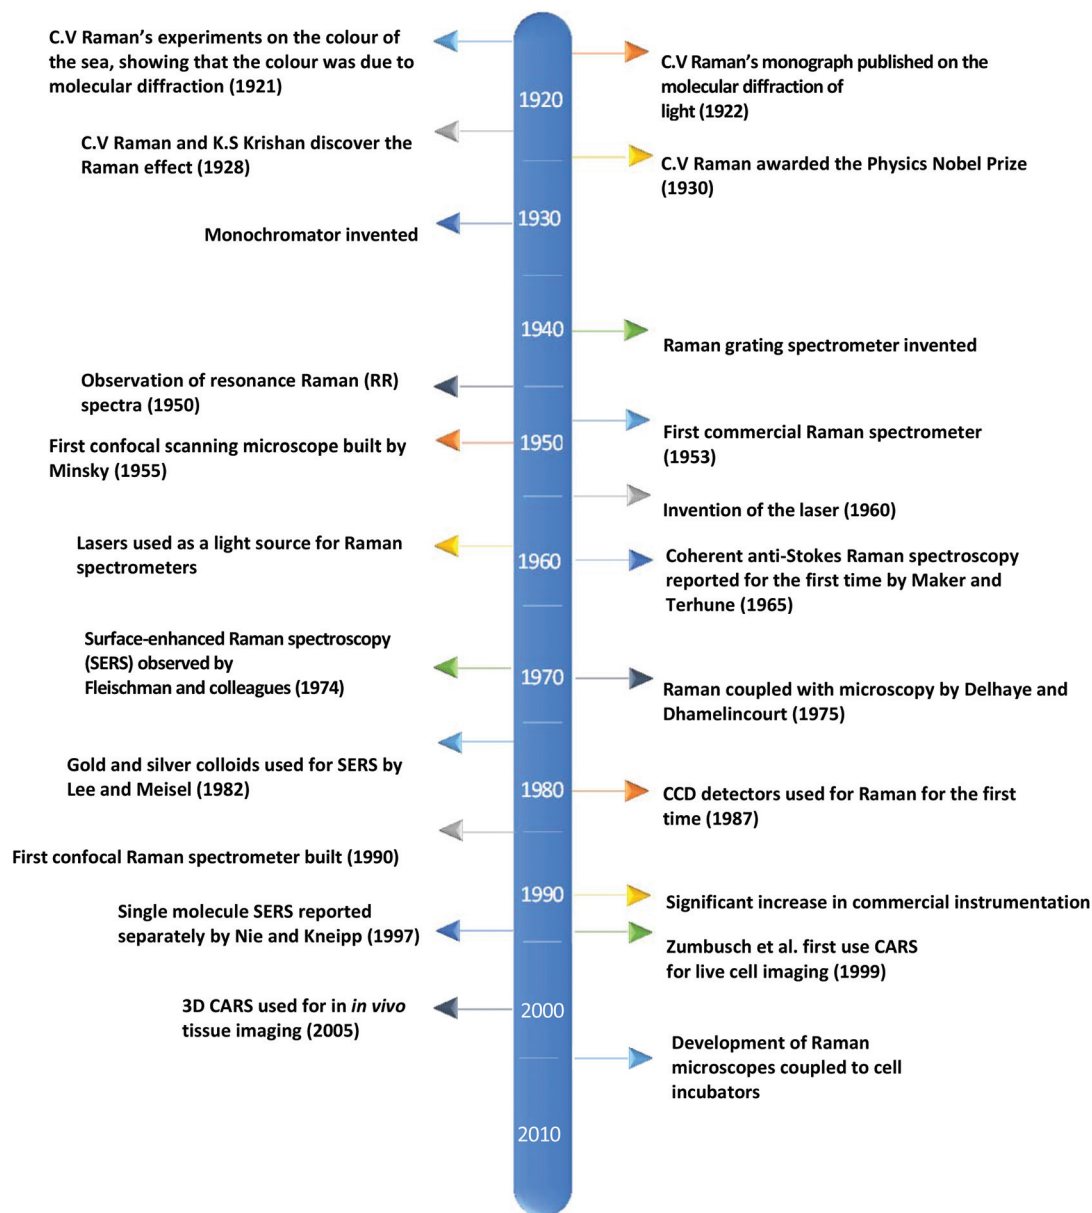 C.V Raman's experiments on the colour of
the sea, showing that the colour was due to
molecular diffraction (1921)
C.V Raman's monograph published on the
molecular diffraction of
light (1922)
1920
C.V Raman and K.S Krishan discover the
Raman effect (1928)
C.V Raman awarded the Physics Nobel Prize
(1930)
1930
Monochromator invented
1940
Raman grating spectrometer invented
Observation of resonance Raman (RR)
spectra (1950)
First commercial Raman spectrometer
(1953)
1950
First confocal scanning microscope built by
Minsky (1955)
Invention of the laser (1960)
Lasers used as a light source for Raman
spectrometers
1960
Coherent anti-Stokes Raman spectroscopy
reported for the first time by Maker and
Terhune (1965)
Surface-enhanced Raman spectroscopy
(SERS) observed by
Fleischman and colleagues (1974)
1970
Raman coupled with microscopy by Delhaye and
Dhamelincourt (1975)
Gold and silver colloids used for SERS by
Lee and Meisel (1982)
1980
CCD detectors used for Raman for the first
time (1987)
First confocal Raman spectrometer built (1990)
1990
Significant increase in commercial instrumentation
Single molecule SERS reported
separately by Nie and Kneipp (1997)
Zumbusch et al. first use CARS
for live cell imaging (1999)
3D CARS used for in in vivo
tissue imaging (2005)
2000
Development of Raman
microscopes coupled to cell
incubators
2010